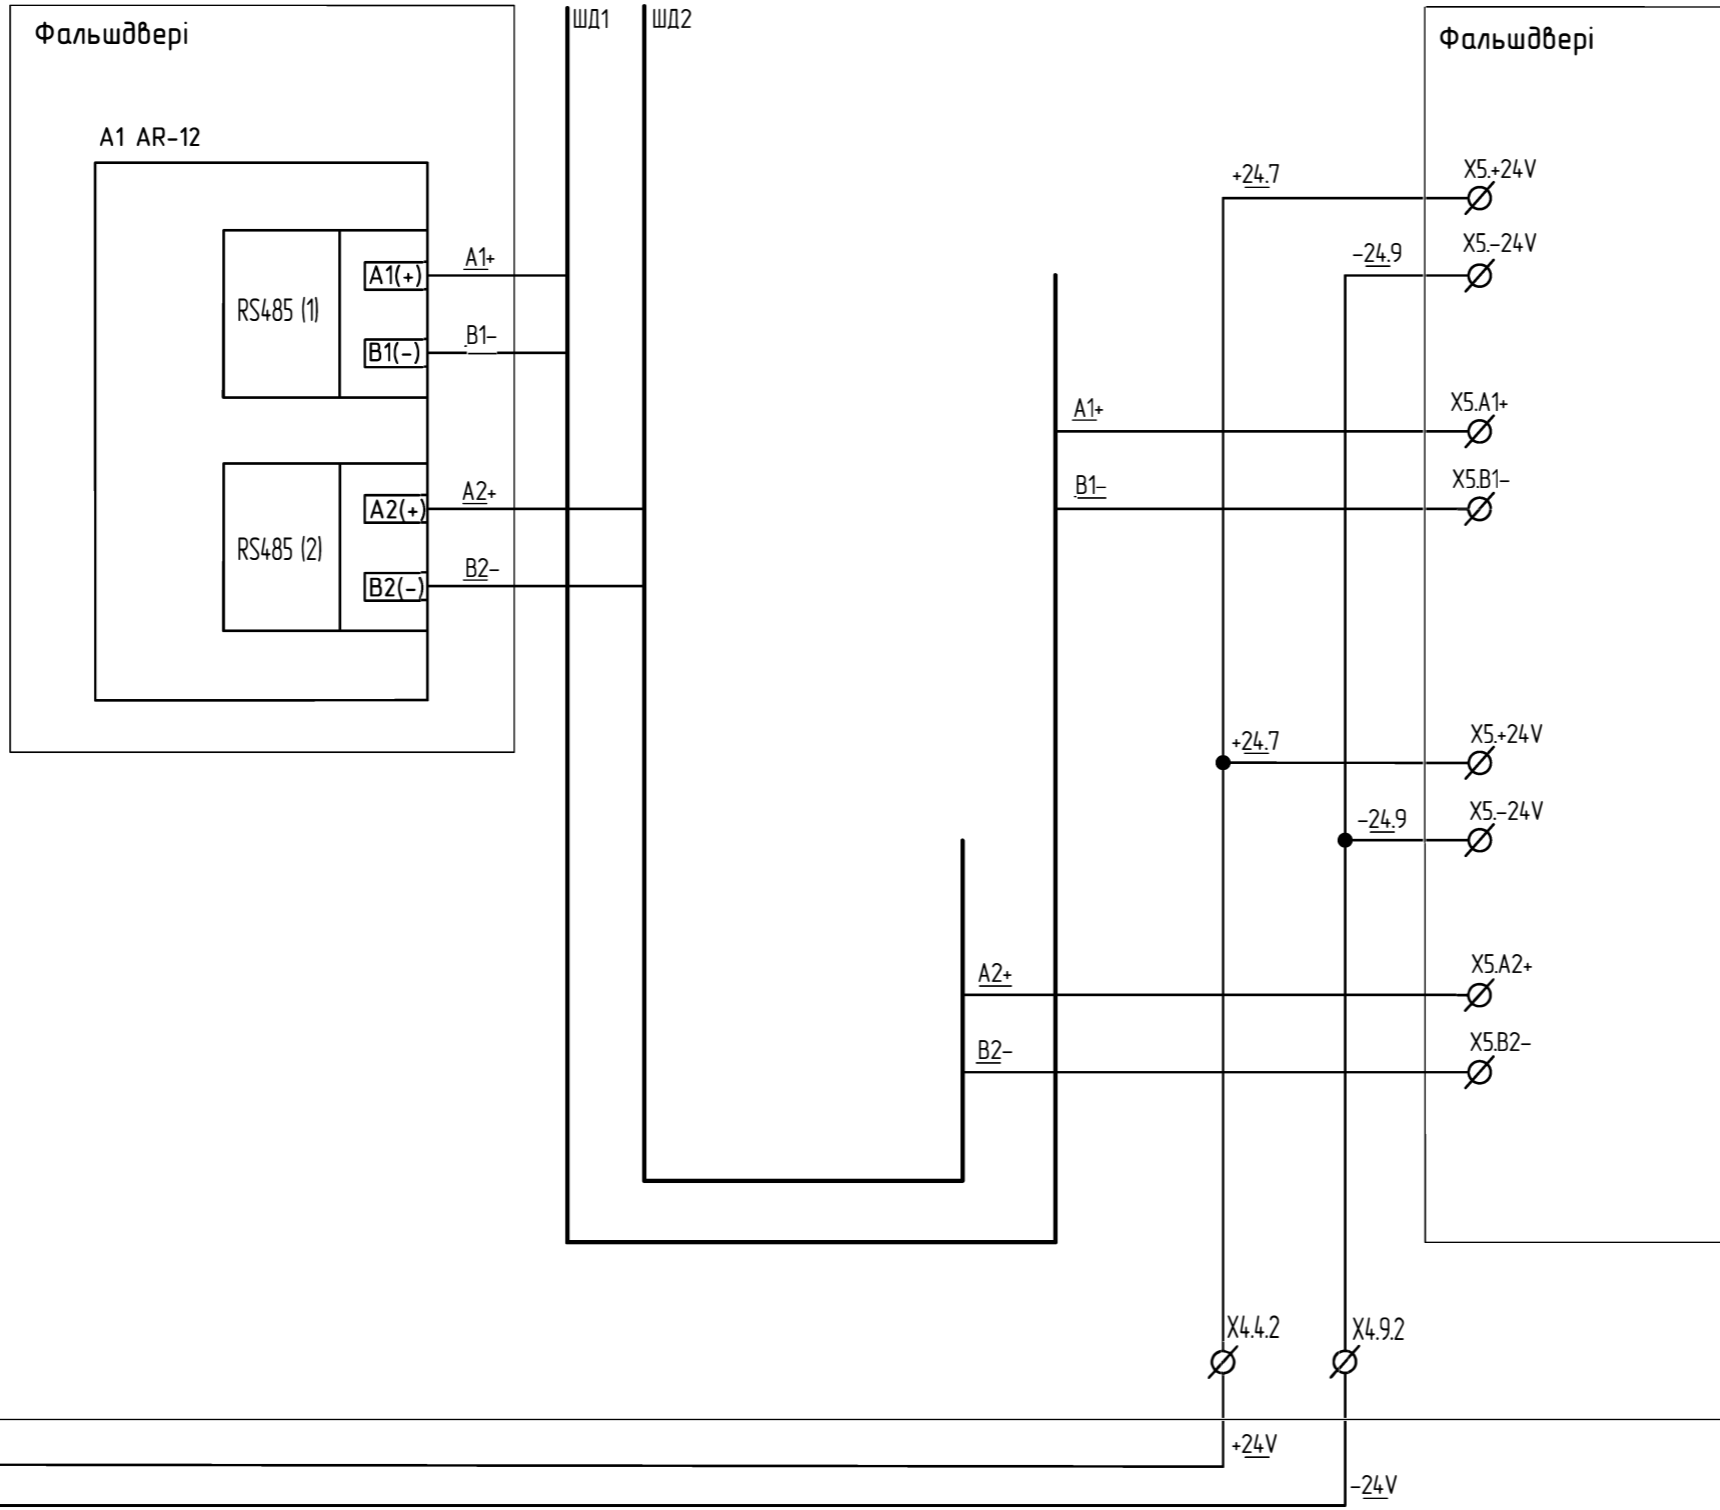 Фальшдвері
ШД1
ШД2
Фальшдвері
A1 AR-12
+24.7
X5.+24V
-24.9
X5.-24V
A1(+)
A1+
RS485 (1)
B1(-)
B1-
A1+
X5.A1+
B1-
X5.B1-
A2(+)
A2+
RS485 (2)
B2(-)
B2-
+24.7
X5.+24V
-24.9
X5.-24V
A2+
X5.A2+
B2-
X5.B2-
X4.4.2
X4.9.2
+24V
-24V